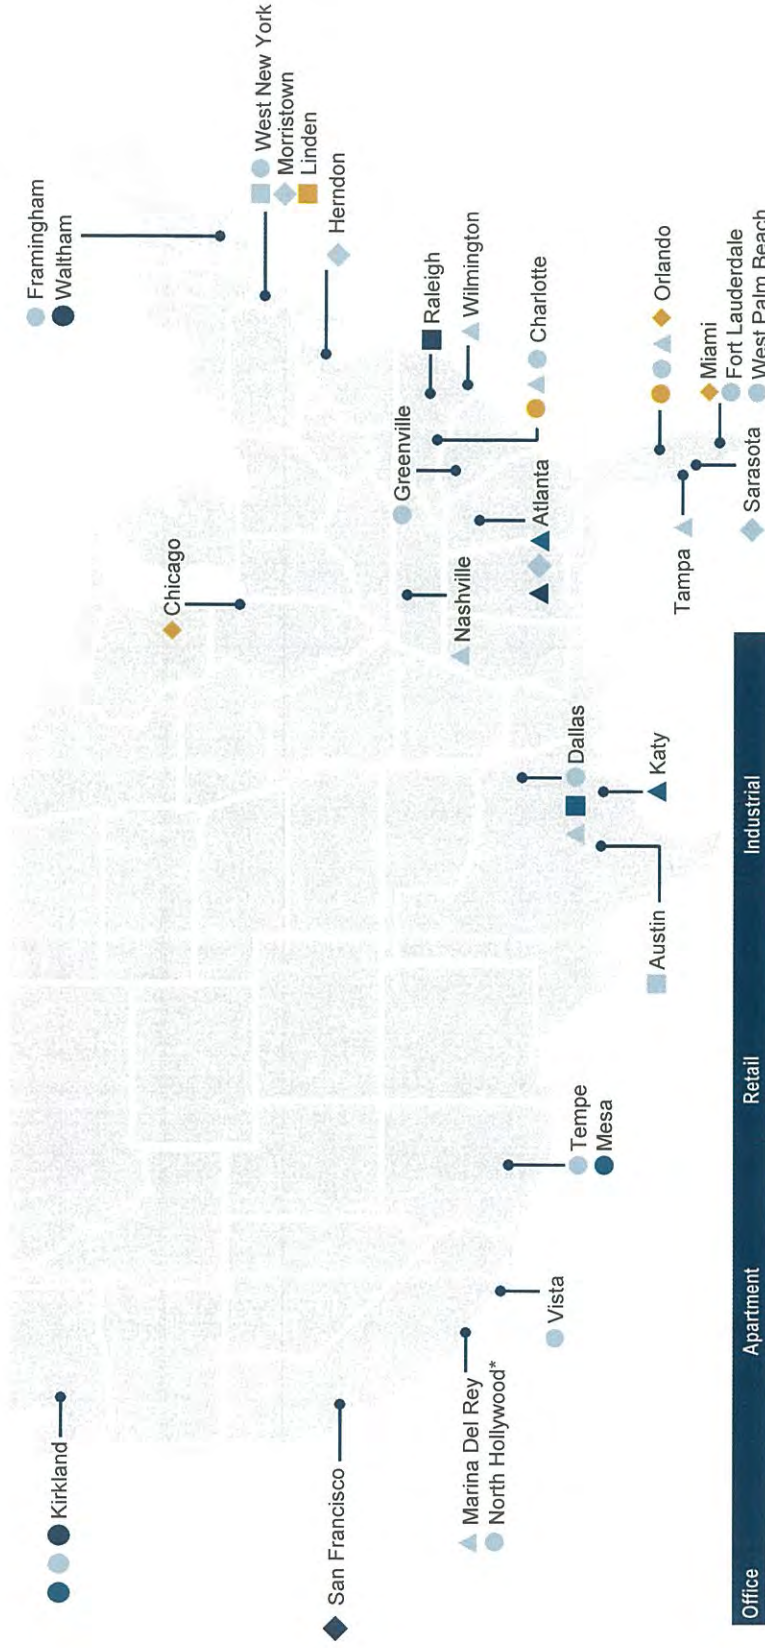 Kirkland
San Francisco
Marina Del Rey
North Hollywood*
Vista
Tempe
Mesa
Austin
Katy
Dallas
Chicago
Nashville
Atlanta
Greenville
Charlotte
Raleigh
Wilmington
Framingham
Waltham
West New York
Morristown
Linden
Herndon
Tampa
Orlando
Sarasota
Miami
Fort Lauderdale
West Palm Beach
Office Apartment Retail Industrial